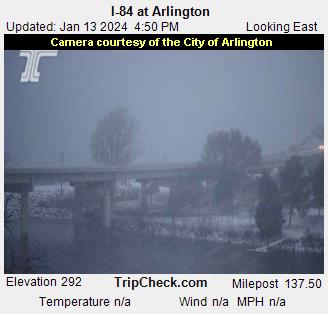 I-84 at Arlington
Updated: Jan 13 2024 4:50 PM Looking East
Camera courtesy of the City of Arlington
Elevation 292 TripCheck.com Milepost 137.50
Temperature n/a Wind n/a MPH n/a